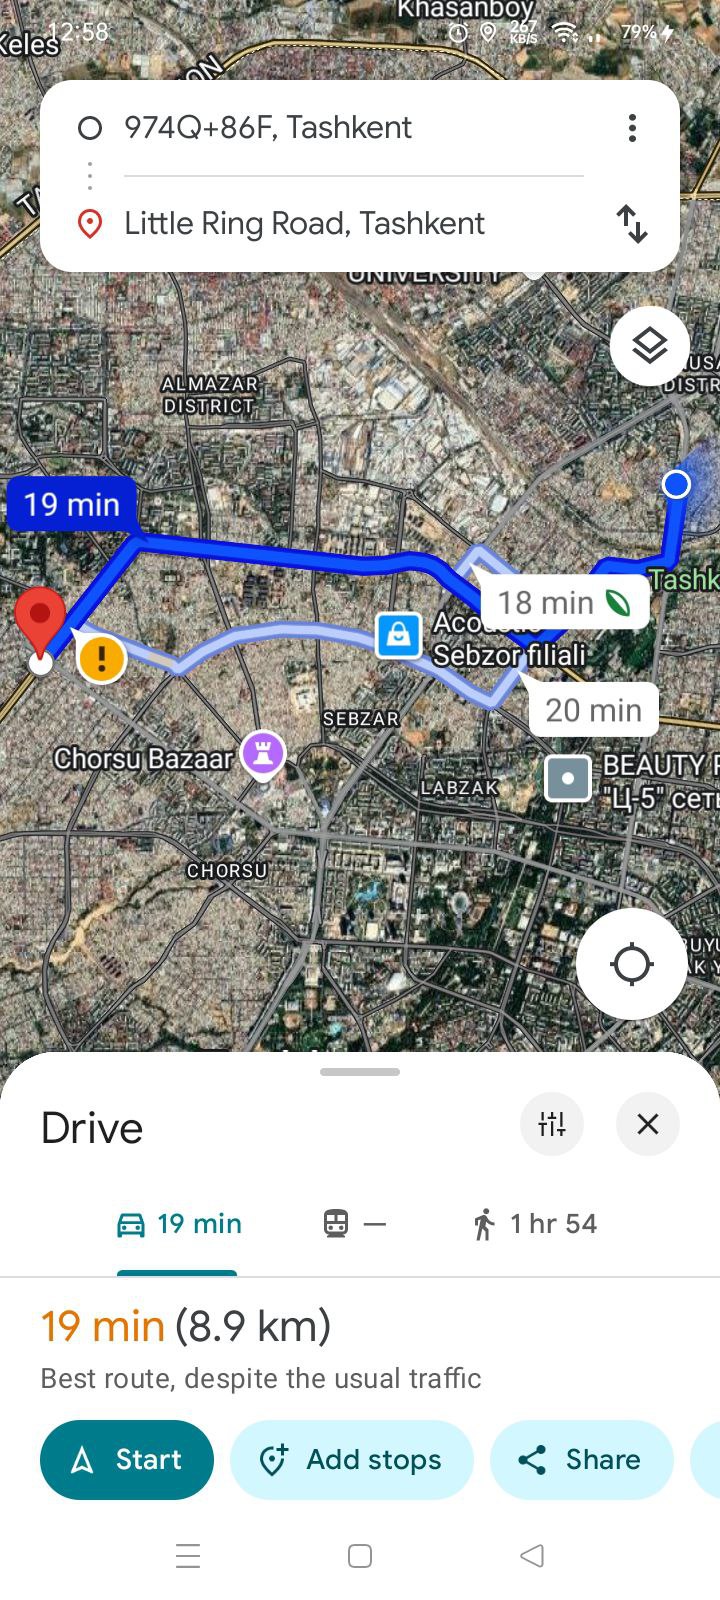 Khasanboy
Keles
12:58
267
KB/S
79%
974Q+86F, Tashkent
Little Ring Road, Tashkent
UNIVERSITY
ALMAZAR
DISTRICT
DISTR
19 min
Tashk
18 min
Sebzor filiali
20 min
SEBZAR
Chorsu Bazaar
BEAUTY
"Ц-5" сеть
LABZAK
CHORSU
Drive
19 min
—
1 hr 54
19 min (8.9 km)
Best route, despite the usual traffic
Start
Add stops
Share